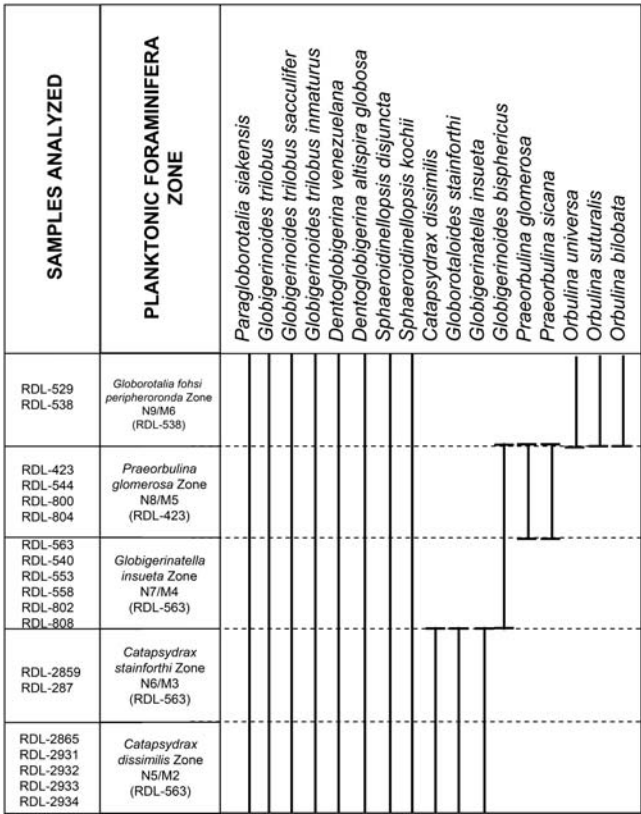 SAMPLES ANALYZED
PLANKTONIC FORAMINIFERA
ZONE
Paragloborotalia siakensis
Globigerinoides trilobus
Globigerinoides trilobus sacculifer
Globigerinoides trilobus inmaturus
Dentoglobigerina venezuelana
Dentoglobigerina altispira globosa
Sphaeroidinellopsis disjuncta
Sphaeroidinellopsis kochii
Catapsydrax dissimilis
Globorotaloides stainforthi
Globigerinatella insueta
Globigerinoides bisphericus
Praeorbulina glomerosa
Praeorbulina sicana
Orbulina universa
Orbulina suturalis
Orbulina bilobata
RDL-529
RDL-538
Globorotalia fohsi
peripheroronda Zone
N9/M6
(RDL-538)
RDL-423
RDL-544
RDL-800
RDL-804
Praeorbulina
glomerosa Zone
N8/M5
(RDL-423)
RDL-563
RDL-540
RDL-553
RDL-558
RDL-802
RDL-808
Globigerinatella
insueta Zone
N7/M4
(RDL-563)
RDL-2859
RDL-287
Catapsydrax
stainforthi Zone
N6/M3
(RDL-563)
RDL-2865
RDL-2931
RDL-2932
RDL-2933
RDL-2934
Catapsydrax
dissimilis Zone
N5/M2
(RDL-563)